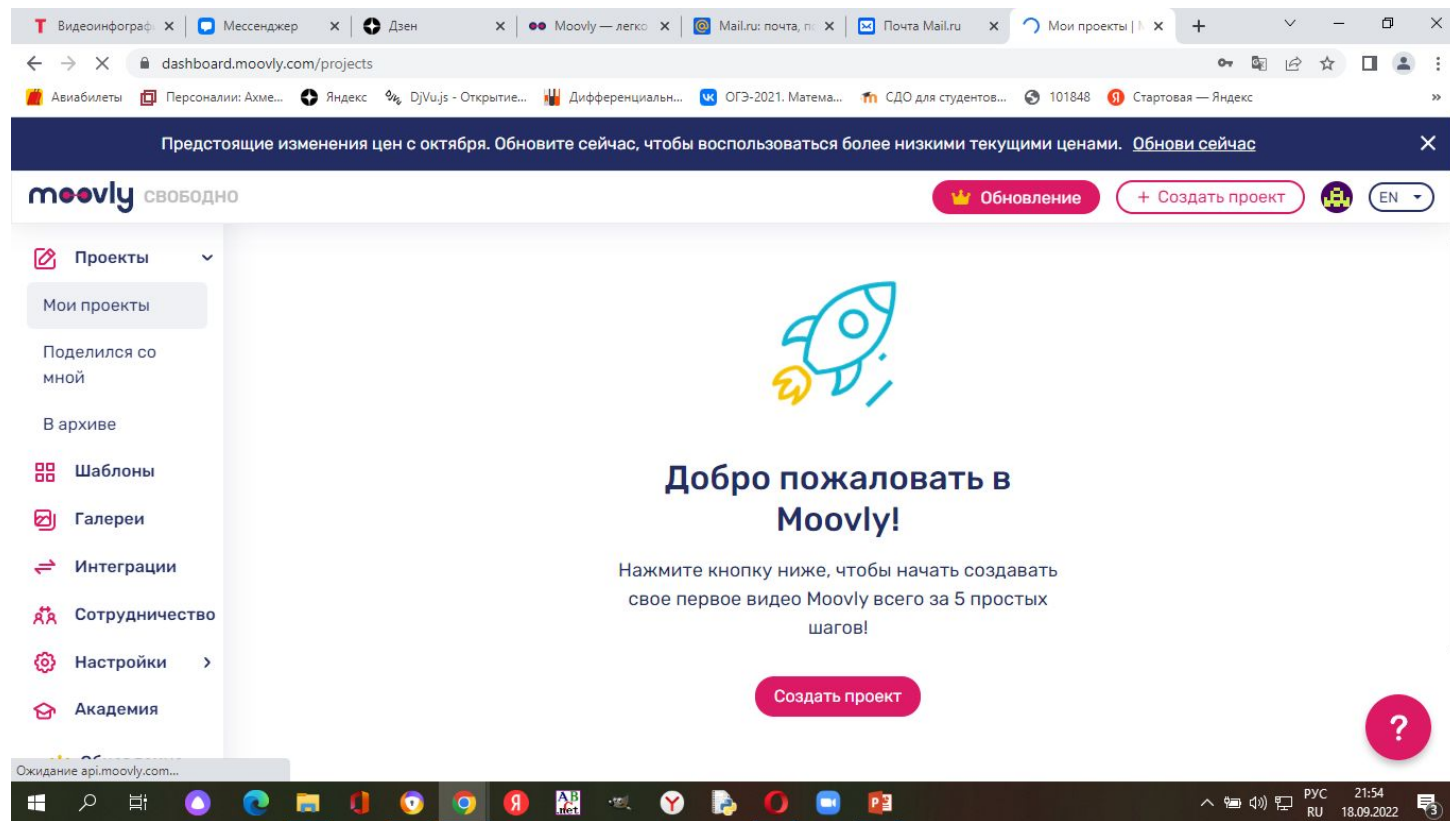 Видеоинфограф
Мессенджер
Дзен
Moovly — легко
Mail.ru: почта, по
Почта Mail.ru
Мои проекты |
dashboard.moovly.com/projects
Авиабилеты
Персоналии: Ахме...
Яндекс
DjVu.js - Открытие...
Дифференциальн...
ОГЭ-2021. Матема...
СДО для студентов...
101848
Стартовая — Яндекс
Предстоящие изменения цен с октября. Обновите сейчас, чтобы воспользоваться более низкими текущими ценами. Обнови сейчас
moovly СВОБОДНО
Обновление
+ Создать проект
EN
Проекты
Мои проекты
Поделился со
мной
В архиве
Шаблоны
Галереи
Интеграции
Сотрудничество
Настройки
Академия
Добро пожаловать в
Moovly!
Нажмите кнопку ниже, чтобы начать создавать
свое первое видео Moovly всего за 5 простых
шагов!
Создать проект
?
Ожидание api.moovly.com...
РУС
RU
21:54
18.09.2022